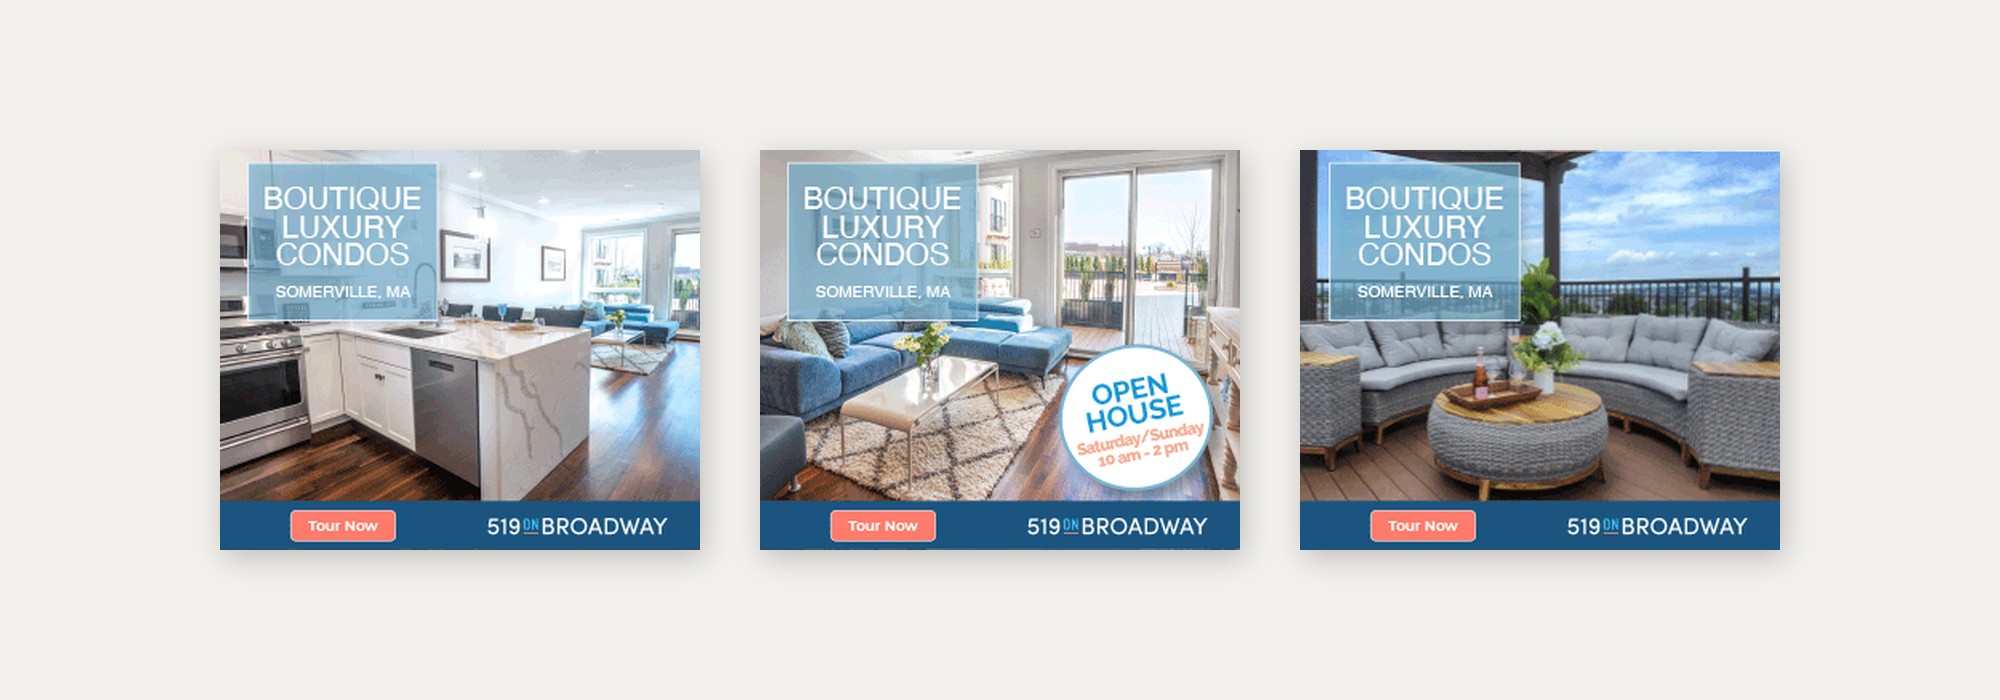 BOUTIQUE
LUXURY
CONDOS
SOMERVILLE, MA
Tour Now
519 ON BROADWAY
BOUTIQUE
LUXURY
CONDOS
SOMERVILLE, MA
OPEN
HOUSE
Saturday/Sunday
10 am - 2 pm
Tour Now
519 ON BROADWAY
BOUTIQUE
LUXURY
CONDOS
SOMERVILLE, MA
Tour Now
519 ON BROADWAY